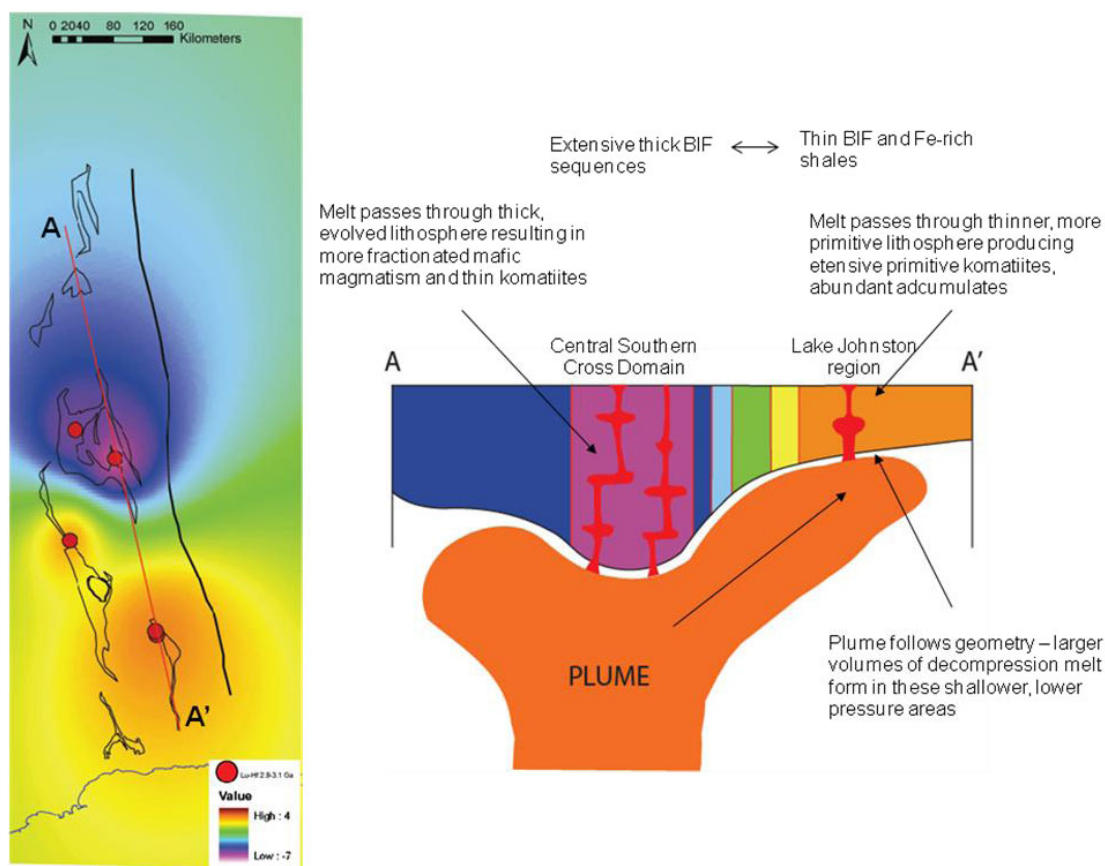 N
0 2040 80 120 160
Kilometers
A
A'
Lu-Hf 2.9-3.1 Ga
Value
High : 4
Low : -7
Extensive thick BIF
sequences
Thin BIF and Fe-rich
shales
Melt passes through thick,
evolved lithosphere resulting in
more fractionated mafic
magmatism and thin komatiites
Melt passes through thinner, more
primitive lithosphere producing
etensive primitive komatiites,
abundant adcumulates
A
Central Southern
Cross Domain
Lake Johnston
region
A'
PLUME
Plume follows geometry – larger
volumes of decompression melt
form in these shallower, lower
pressure areas